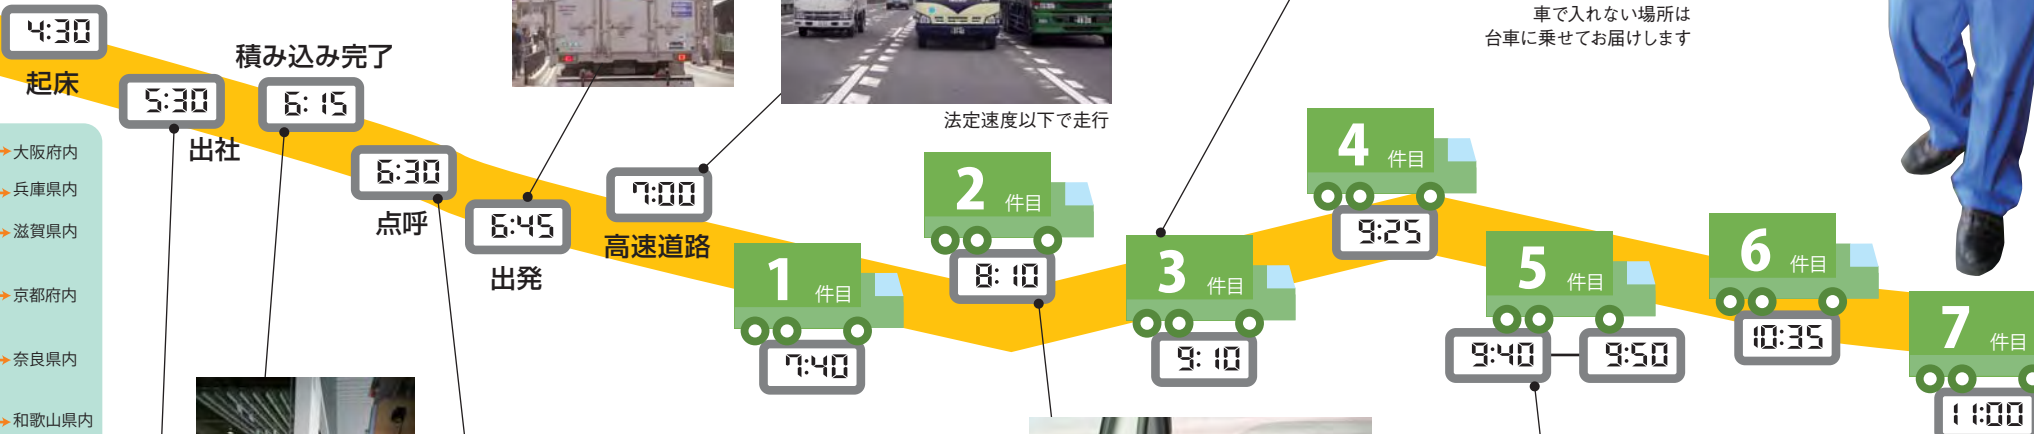 4:30
起床
5:30
出社
積み込み完了
6:15
6:30
点呼
6:45
出発
7:00
高速道路
法定速度以下で走行
車で入れない場所は
台車に乗せてお届けします
1件目
7:40
2件目
8:10
3件目
9:10
4件目
9:25
5件目
9:40
9:50
6件目
10:35
7件目
11:00
大阪府内
兵庫県内
滋賀県内
京都府内
奈良県内
和歌山県内